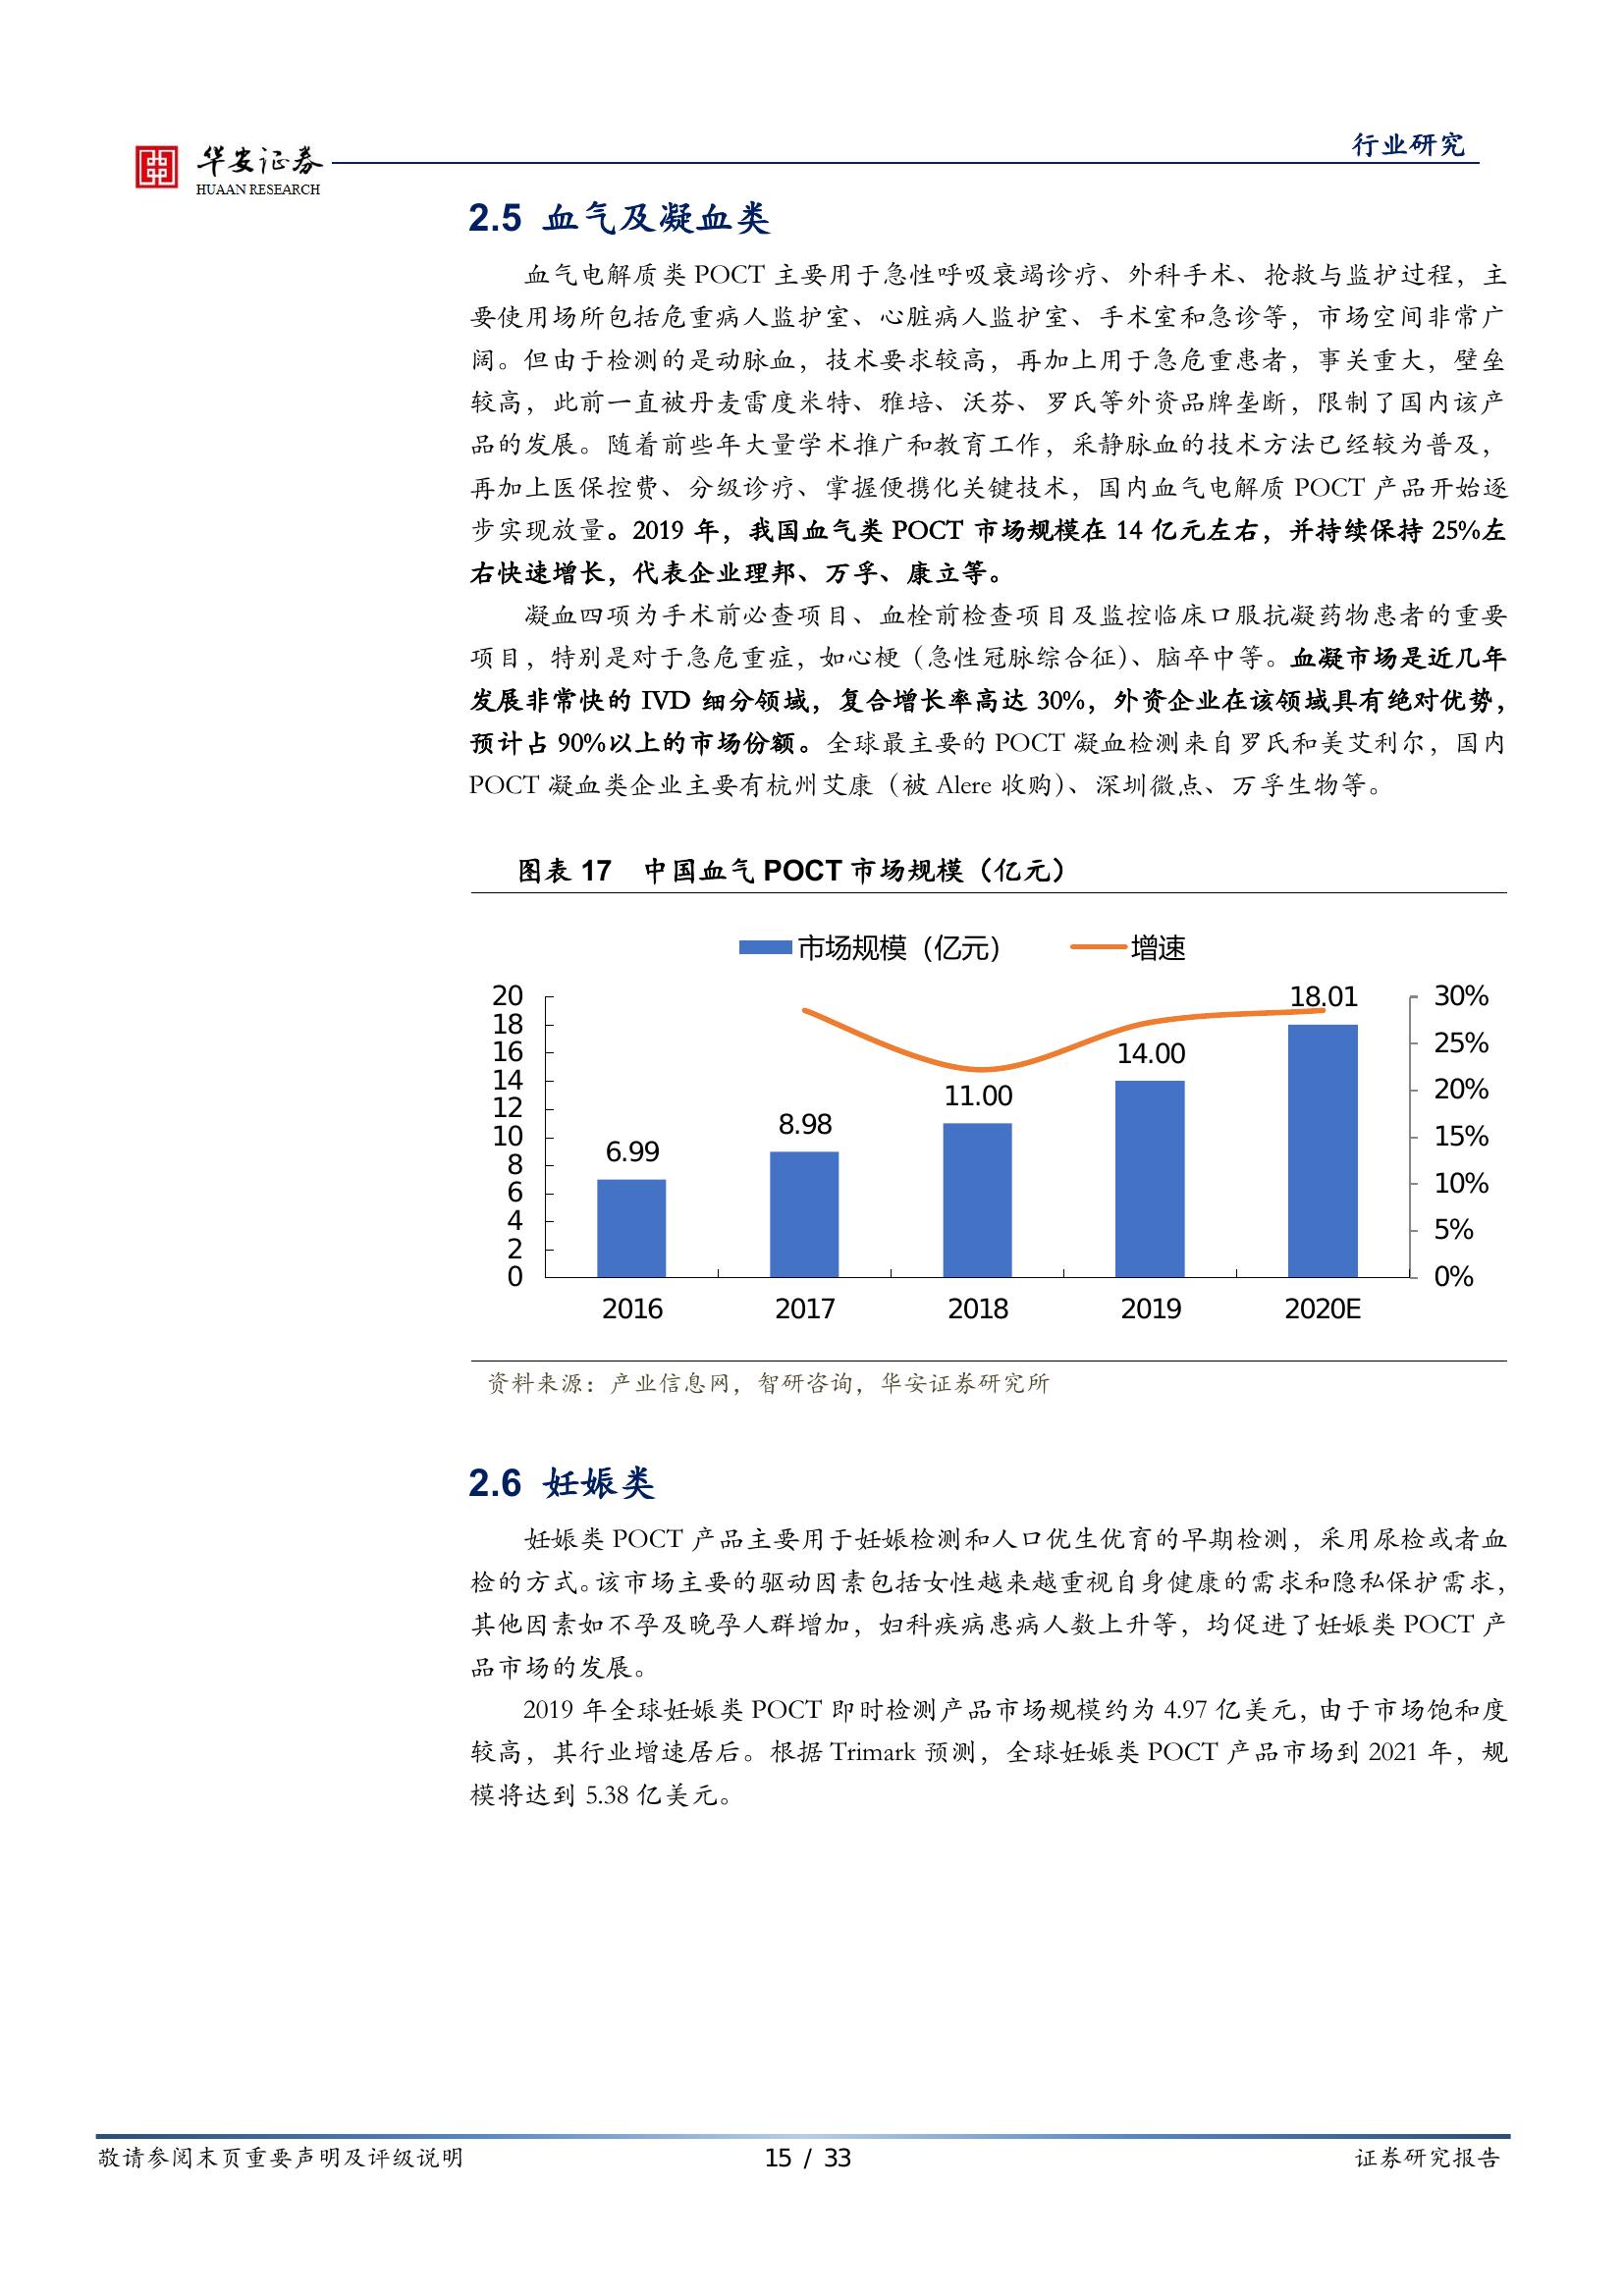 华安证券
HUAAN RESEARCH
行业研究
2.5 血气及凝血类
血气电解质类 POCT 主要用于急性呼吸衰竭诊疗、外科手术、抢救与监护过程，主
要使用场所包括危重病人监护室、心脏病人监护室、手术室和急诊等，市场空间非常广
阔。但由于检测的是动脉血，技术要求较高，再加上用于急危重患者，事关重大，壁垒
较高，此前一直被丹麦雷度米特、雅培、沃芬、罗氏等外资品牌垄断，限制了国内该产
品的发展。随着前些年大量学术推广和教育工作，采静脉血的技术方法已经较为普及，
再加上医保控费、分级诊疗、掌握便携化关键技术，国内血气电解质 POCT 产品开始逐
步实现放量。2019 年，我国血气类 POCT 市场规模在 14 亿元左右，并持续保持 25%左
右快速增长，代表企业理邦、万孚、康立等。
凝血四项为手术前必查项目、血栓前检查项目及监控临床口服抗凝药物患者的重要
项目，特别是对于急危重症，如心梗（急性冠脉综合征）、脑卒中等。血凝市场是近几年
发展非常快的 IVD 细分领域，复合增长率高达 30%，外资企业在该领域具有绝对优势，
预计占 90%以上的市场份额。全球最主要的 POCT 凝血检测来自罗氏和美艾利尔，国内
POCT 凝血类企业主要有杭州艾康（被 Alere 收购）、深圳微点、万孚生物等。
图表 17 中国血气 POCT 市场规模（亿元）
市场规模（亿元） 增速
20 18.01 30%
18 25%
16 14.00
14 11.00 20%
12 8.98
10 6.99 15%
8
6 10%
4 5%
2
0 0%
2016 2017 2018 2019 2020E
资料来源：产业信息网，智研咨询，华安证券研究所
2.6 妊娠类
妊娠类 POCT 产品主要用于妊娠检测和人口优生优育的早期检测，采用尿检或者血
检的方式。该市场主要的驱动因素包括女性越来越重视自身健康的需求和隐私保护需求，
其他因素如不孕及晚孕人群增加，妇科疾病患病人数上升等，均促进了妊娠类 POCT 产
品市场的发展。
2019 年全球妊娠类 POCT 即时检测产品市场规模约为 4.97 亿美元，由于市场饱和度
较高，其行业增速居后。根据 Trimark 预测，全球妊娠类 POCT 产品市场到 2021 年，规
模将达到 5.38 亿美元。
敬请参阅末页重要声明及评级说明 15 / 33 证券研究报告